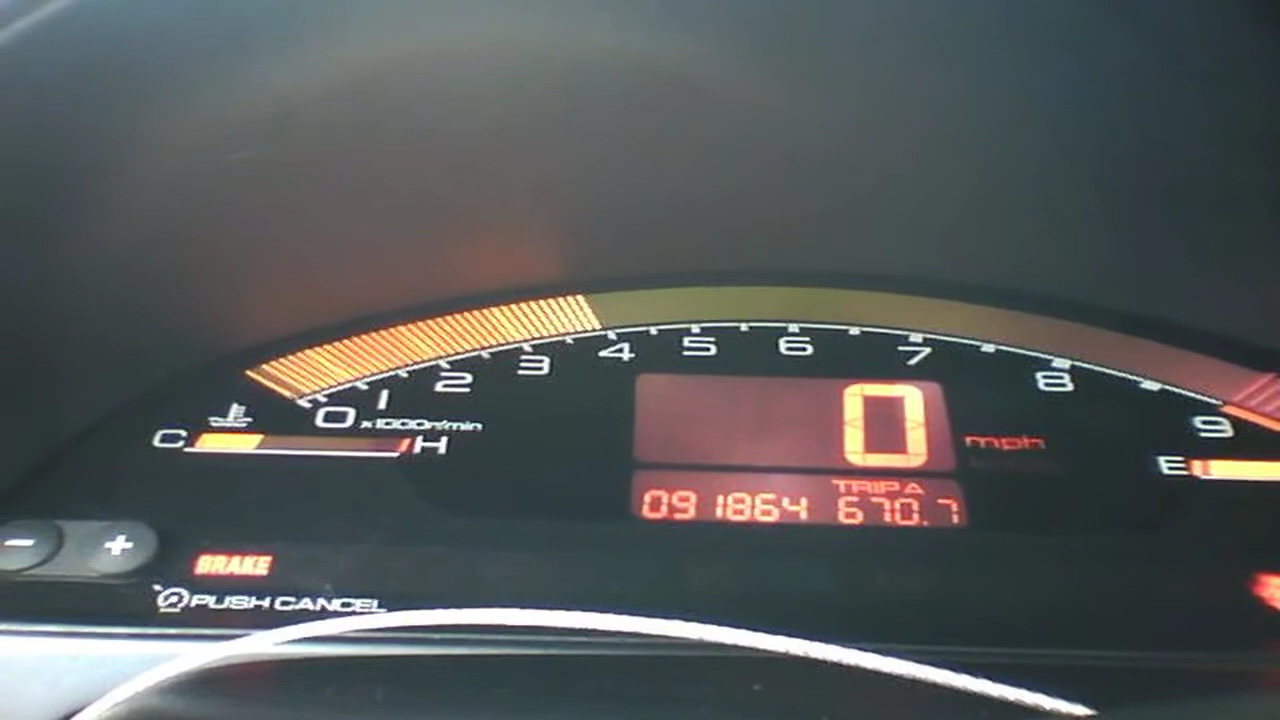 0 1 2 3 4 5 6 7 8 9
x1000r/min
C H
0 mph
E
TRIP A
091864 670.7
- +
BRAKE
PUSH CANCEL